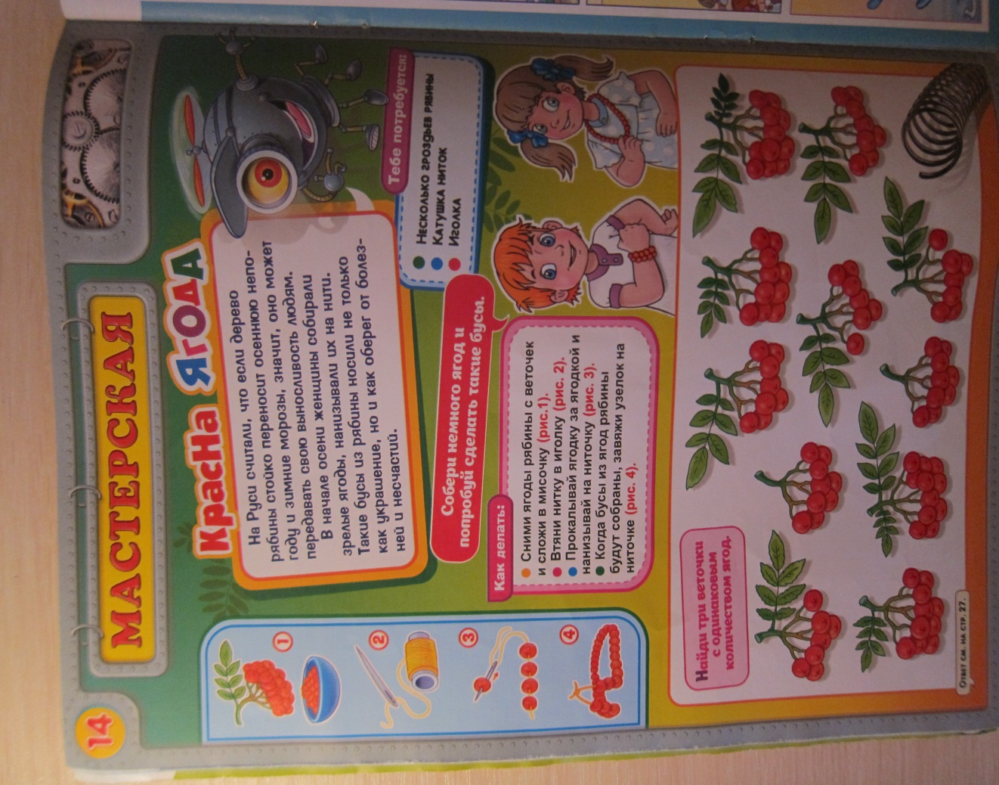 14
МАСТЕРСКАЯ
Красна ягода
На Руси считали, что если дерево
рябины стойко переносит осеннюю непо-
году и зимние морозы, значит, оно может
передавать свою выносливость людям.
В начале осени женщины собирали
зрелые ягоды, нанизывали их на нити.
Такие бусы из рябины носили не только
как украшение, но и как оберег от болез-
ней и несчастий.
Тебе потребуется:
НЕСКОЛЬКО ГРОЗДЬЕВ РЯБИНЫ
КАТУШКА НИТОК
ИГОЛКА
Собери немного ягод и
попробуй сделать такие бусы.
Как делать:
Сними ягоды рябины с веточек
и сложи в мисочку (рис.1).
Втяни нитку в иголку (рис. 2).
Прокалывай ягодку за ягодкой и
нанизывай на ниточку (рис. 3).
Когда бусы из ягод рябины
будут собраны, завяжи узелок на
ниточке (рис. 4).
1
2
3
4
Найди три веточки
с одинаковым
количеством ягод.
ОТВЕТ СМ. НА СТР. 27.